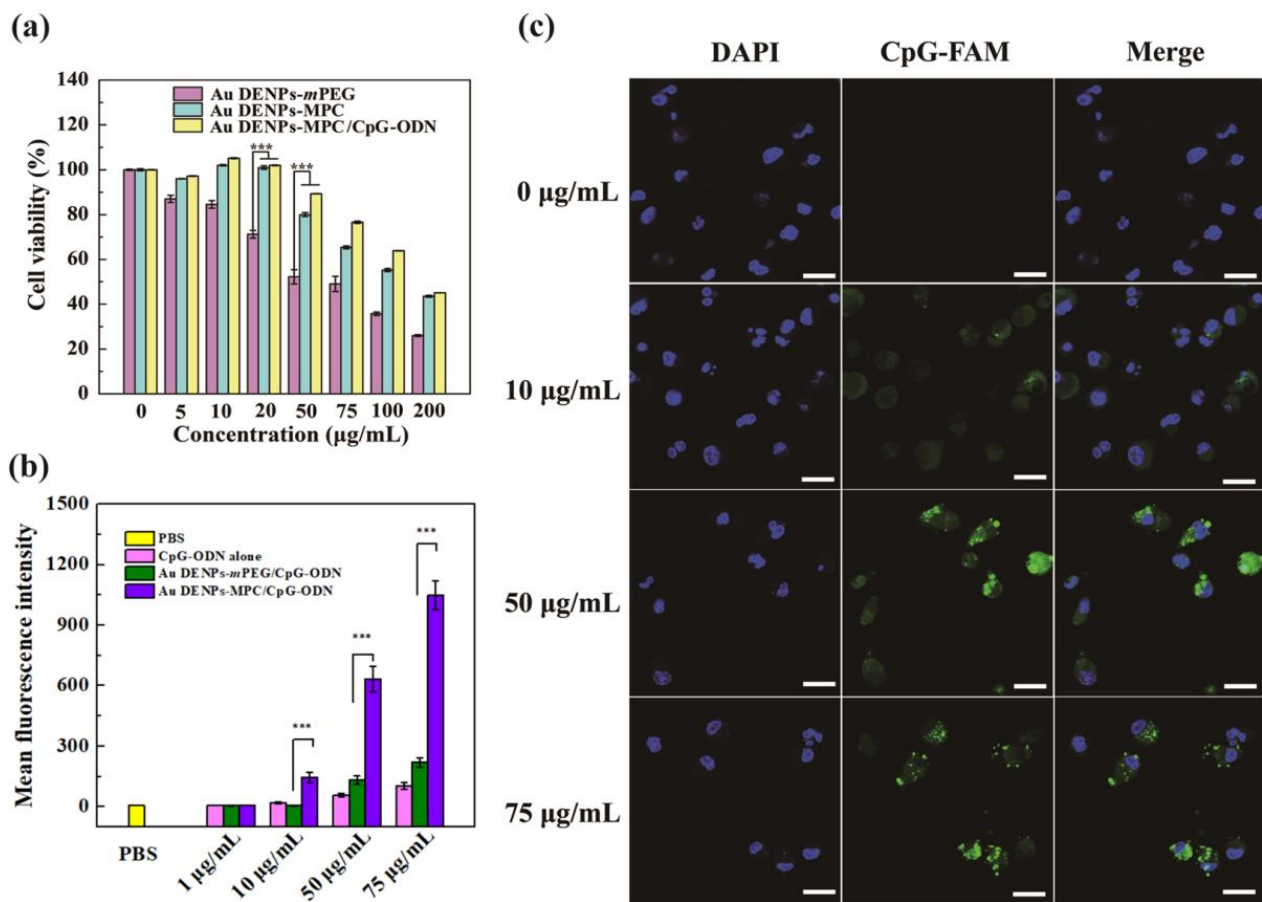 (a)
140
120
100
80
60
40
20
0
Cell viability (%)
Au DENPs-mPEG
Au DENPs-MPC
Au DENPs-MPC/CpG-ODN
***
***
0 5 10 20 50 75 100 200
Concentration (μg/mL)
(b)
1500
1200
900
600
300
0
Mean fluorescence intensity
PBS
CpG-ODN alone
Au DENPs-mPEG/CpG-ODN
Au DENPs-MPC/CpG-ODN
***
***
***
PBS 1 μg/mL 10 μg/mL 50 μg/mL 75 μg/mL
(c)
DAPI CpG-FAM Merge
0 μg/mL
10 μg/mL
50 μg/mL
75 μg/mL